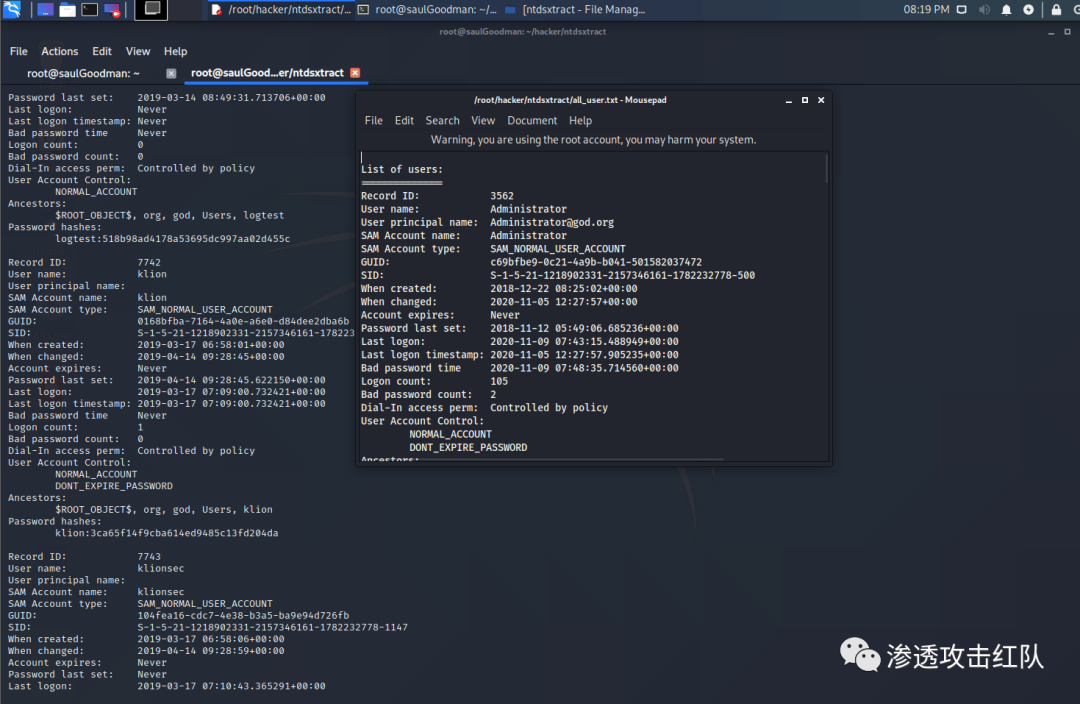 /root/hacker/ntdsxtract/...
root@saulGoodman: ~/...
[ntdsxtract - File Manag...
08:19 PM
root@saulGoodman: ~/hacker/ntdsxtract
File Actions Edit View Help
root@saulGoodman: ~
root@saulGood...er/ntdsxtract
Password last set: 2019-03-14 08:49:31.713706+00:00
Last logon: Never
Last logon timestamp: Never
Bad password time Never
Logon count: 0
Bad password count: 0
Dial-In access perm: Controlled by policy
User Account Control:
NORMAL_ACCOUNT
Ancestors:
$ROOT_OBJECT$, org, god, Users, logtest
Password hashes:
logtest:518b98ad4178a53695dc997aa02d455c
Record ID: 7742
User name: klion
User principal name:
SAM Account name: klion
SAM Account type: SAM_NORMAL_USER_ACCOUNT
GUID: 0168bfba-7164-4a0e-a6e0-d84dee2dba6b
SID: S-1-5-21-1218902331-2157346161-178223
When created: 2019-03-17 06:58:01+00:00
When changed: 2019-04-14 09:28:45+00:00
Account expires: Never
Password last set: 2019-04-14 09:28:45.622150+00:00
Last logon: 2019-03-17 07:09:00.732421+00:00
Last logon timestamp: 2019-03-17 07:09:00.732421+00:00
Bad password time Never
Logon count: 1
Bad password count: 0
Dial-In access perm: Controlled by policy
User Account Control:
NORMAL_ACCOUNT
DONT_EXPIRE_PASSWORD
Ancestors:
$ROOT_OBJECT$, org, god, Users, klion
Password hashes:
klion:3ca65f14f9cba614ed9485c13fd204da
Record ID: 7743
User name: klionsec
User principal name:
SAM Account name: klionsec
SAM Account type: SAM_NORMAL_USER_ACCOUNT
GUID: 104fea16-cdc7-4e38-b3a5-ba9e94d726fb
SID: S-1-5-21-1218902331-2157346161-1782232778-1147
When created: 2019-03-17 06:58:06+00:00
When changed: 2019-04-14 09:28:59+00:00
Account expires: Never
Password last set: Never
Last logon: 2019-03-17 07:10:43.365291+00:00
/root/hacker/ntdsxtract/all_user.txt - Mousepad
File Edit Search View Document Help
Warning, you are using the root account, you may harm your system.
List of users:
==============
Record ID: 3562
User name: Administrator
User principal name: Administrator@god.org
SAM Account name: Administrator
SAM Account type: SAM_NORMAL_USER_ACCOUNT
GUID: c69bfbe9-0c21-4a9b-b041-501582037472
SID: S-1-5-21-1218902331-2157346161-1782232778-500
When created: 2018-12-22 08:25:02+00:00
When changed: 2020-11-05 12:27:57+00:00
Account expires: Never
Password last set: 2018-11-12 05:49:06.685236+00:00
Last logon: 2020-11-09 07:43:15.488949+00:00
Last logon timestamp: 2020-11-05 12:27:57.905235+00:00
Bad password time 2020-11-09 07:48:35.714560+00:00
Logon count: 105
Bad password count: 2
Dial-In access perm: Controlled by policy
User Account Control:
NORMAL_ACCOUNT
DONT_EXPIRE_PASSWORD
Ancestors:
渗透攻击红队